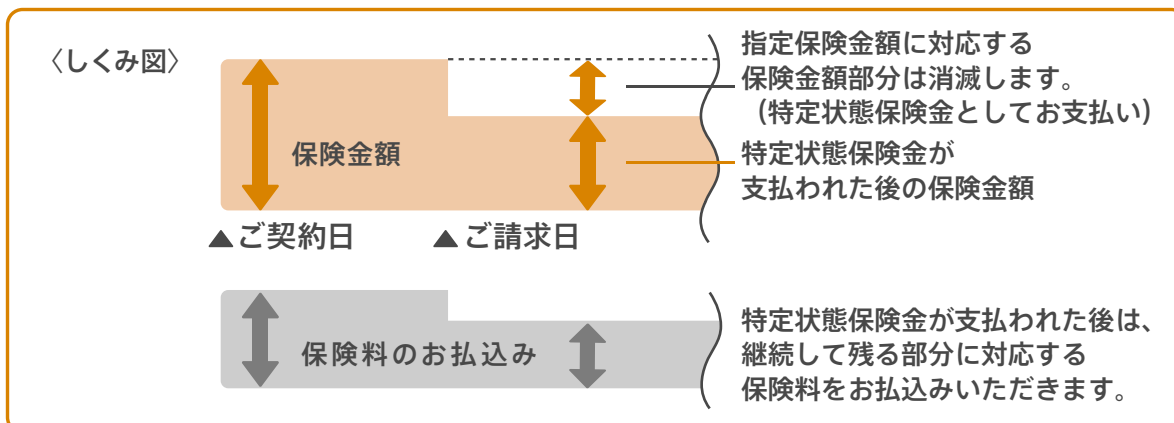 〈しくみ図〉
指定保険金額に対応する
保険金額部分は消滅します。
（特定状態保険金としてお支払い）
保険金額
特定状態保険金が
支払われた後の保険金額
▲ご契約日
▲ご請求日
保険料のお払込み
特定状態保険金が支払われた後は、
継続して残る部分に対応する
保険料をお払込みいただきます。